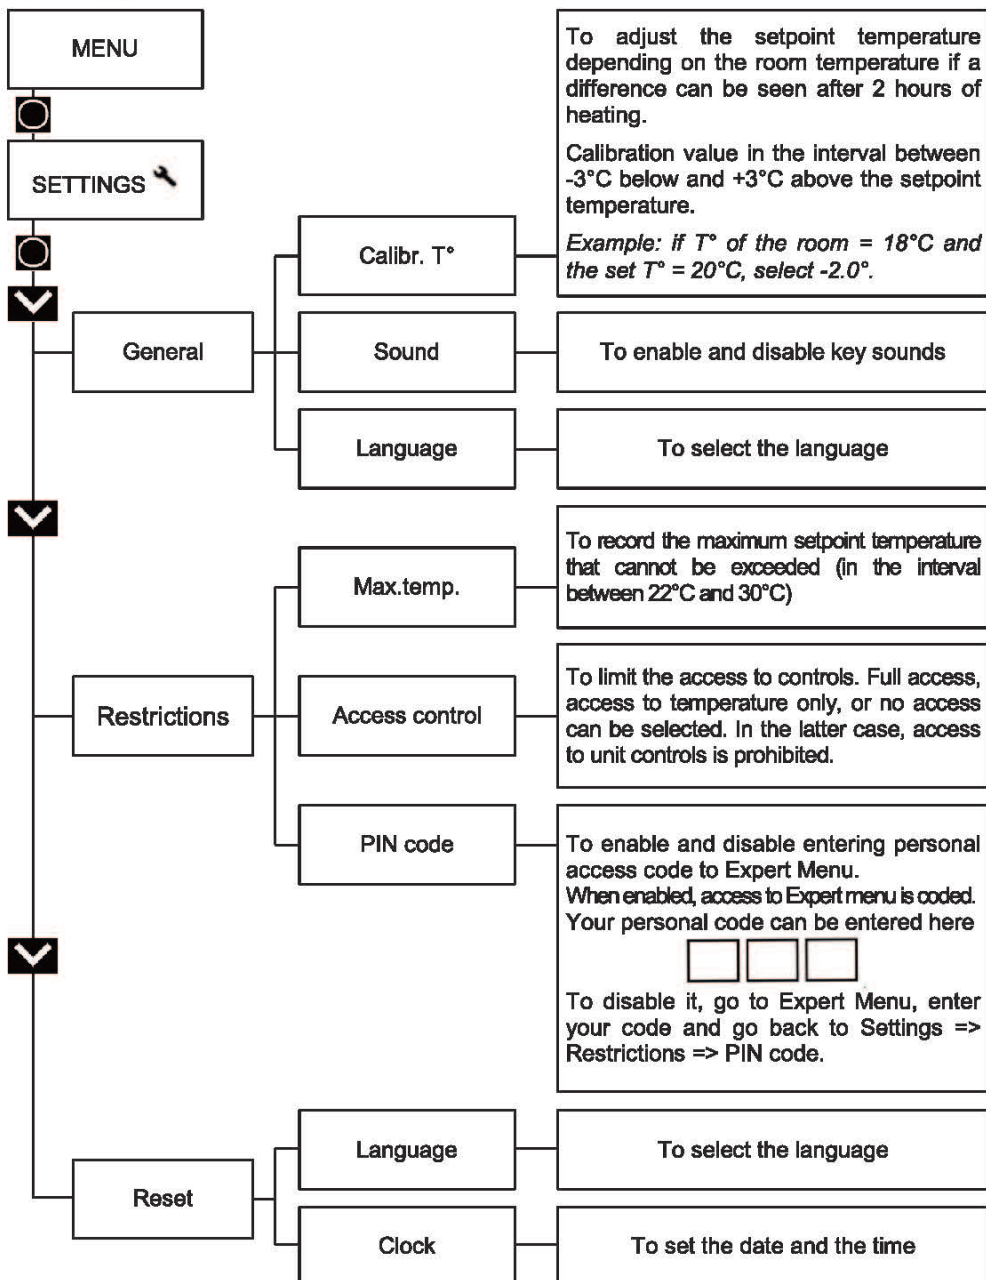 MENU
SETTINGS
General
Calibr. T°
To adjust the setpoint temperature
depending on the room temperature if a
difference can be seen after 2 hours of
heating.
Calibration value in the interval between
-3°C below and +3°C above the setpoint
temperature.
Example: if T° of the room = 18°C and
the set T° = 20°C, select -2.0°.
Sound
To enable and disable key sounds
Language
To select the language
Restrictions
Max.temp.
To record the maximum setpoint temperature
that cannot be exceeded (in the interval
between 22°C and 30°C)
Access control
To limit the access to controls. Full access,
access to temperature only, or no access
can be selected. In the latter case, access
to unit controls is prohibited.
PIN code
To enable and disable entering personal
access code to Expert Menu.
When enabled, access to Expert menu is coded.
Your personal code can be entered here
To disable it, go to Expert Menu, enter
your code and go back to Settings =>
Restrictions => PIN code.
Reset
Language
To select the language
Clock
To set the date and the time